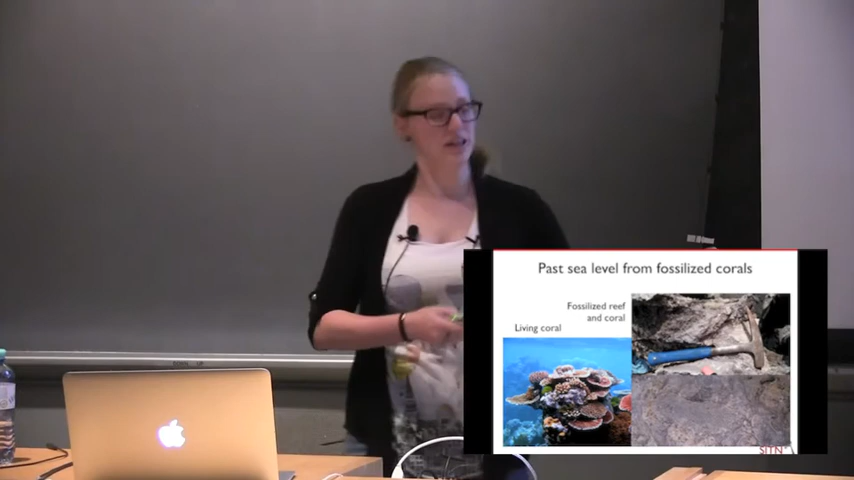 Past sea level from fossilized corals
Fossilized reef
and coral
Living coral
SITN